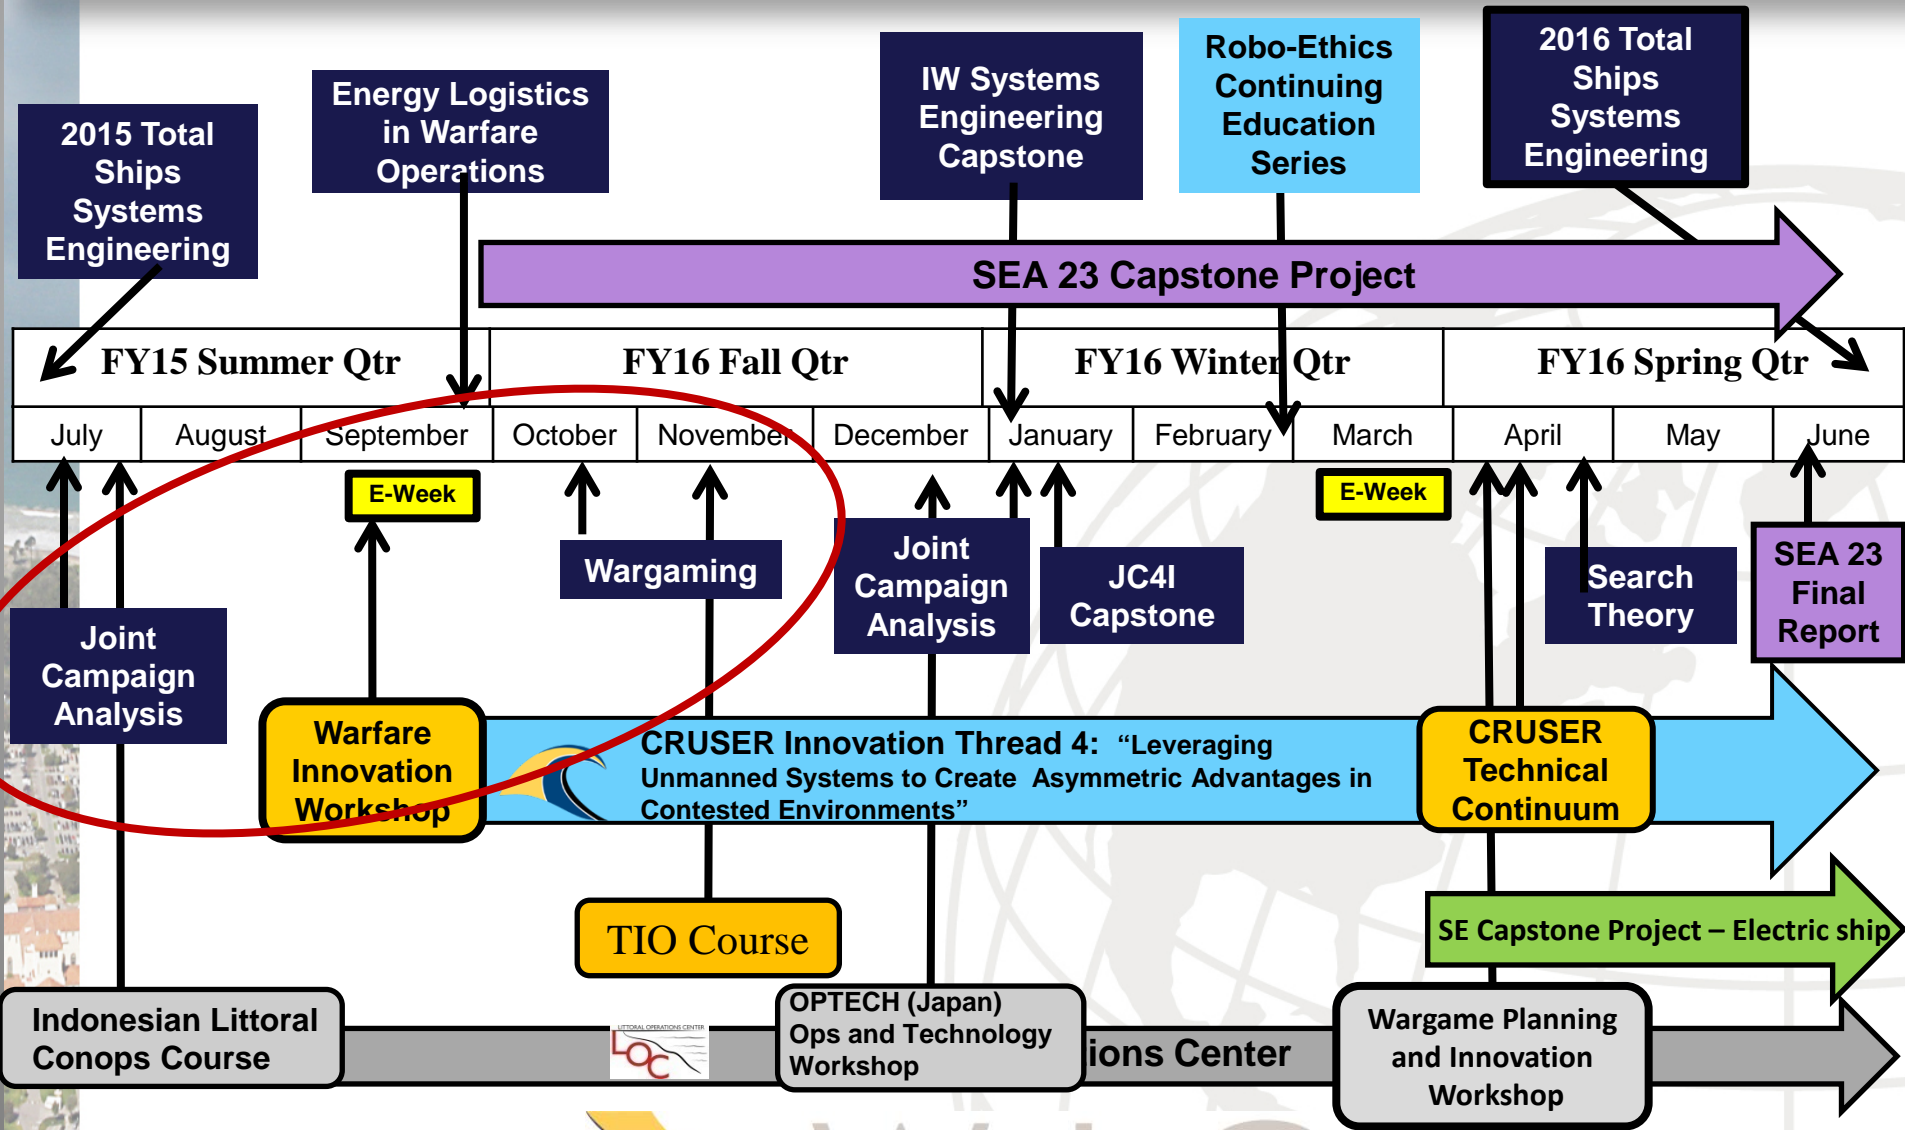 2015 Total
Ships
Systems
Engineering
Energy Logistics
in Warfare
Operations
IW Systems
Engineering
Capstone
Robo-Ethics
Continuing
Education
Series
2016 Total
Ships
Systems
Engineering
SEA 23 Capstone Project
FY15 Summer Qtr
FY16 Fall Qtr
FY16 Winter Qtr
FY16 Spring Qtr
July
August
September
October
November
December
January
February
March
April
May
June
E-Week
E-Week
Wargaming
Joint
Campaign
Analysis
JC4I
Capstone
Search
Theory
SEA 23
Final
Report
Joint
Campaign
Analysis
Warfare
Innovation
Workshop
CRUSER Innovation Thread 4: “Leveraging
Unmanned Systems to Create Asymmetric Advantages in
Contested Environments”
CRUSER
Technical
Continuum
TIO Course
SE Capstone Project – Electric ship
Indonesian Littoral
Conops Course
LITTORAL OPERATIONS CENTER
LOC
OPTECH (Japan)
Ops and Technology
Workshop
ions Center
Wargame Planning
and Innovation
Workshop